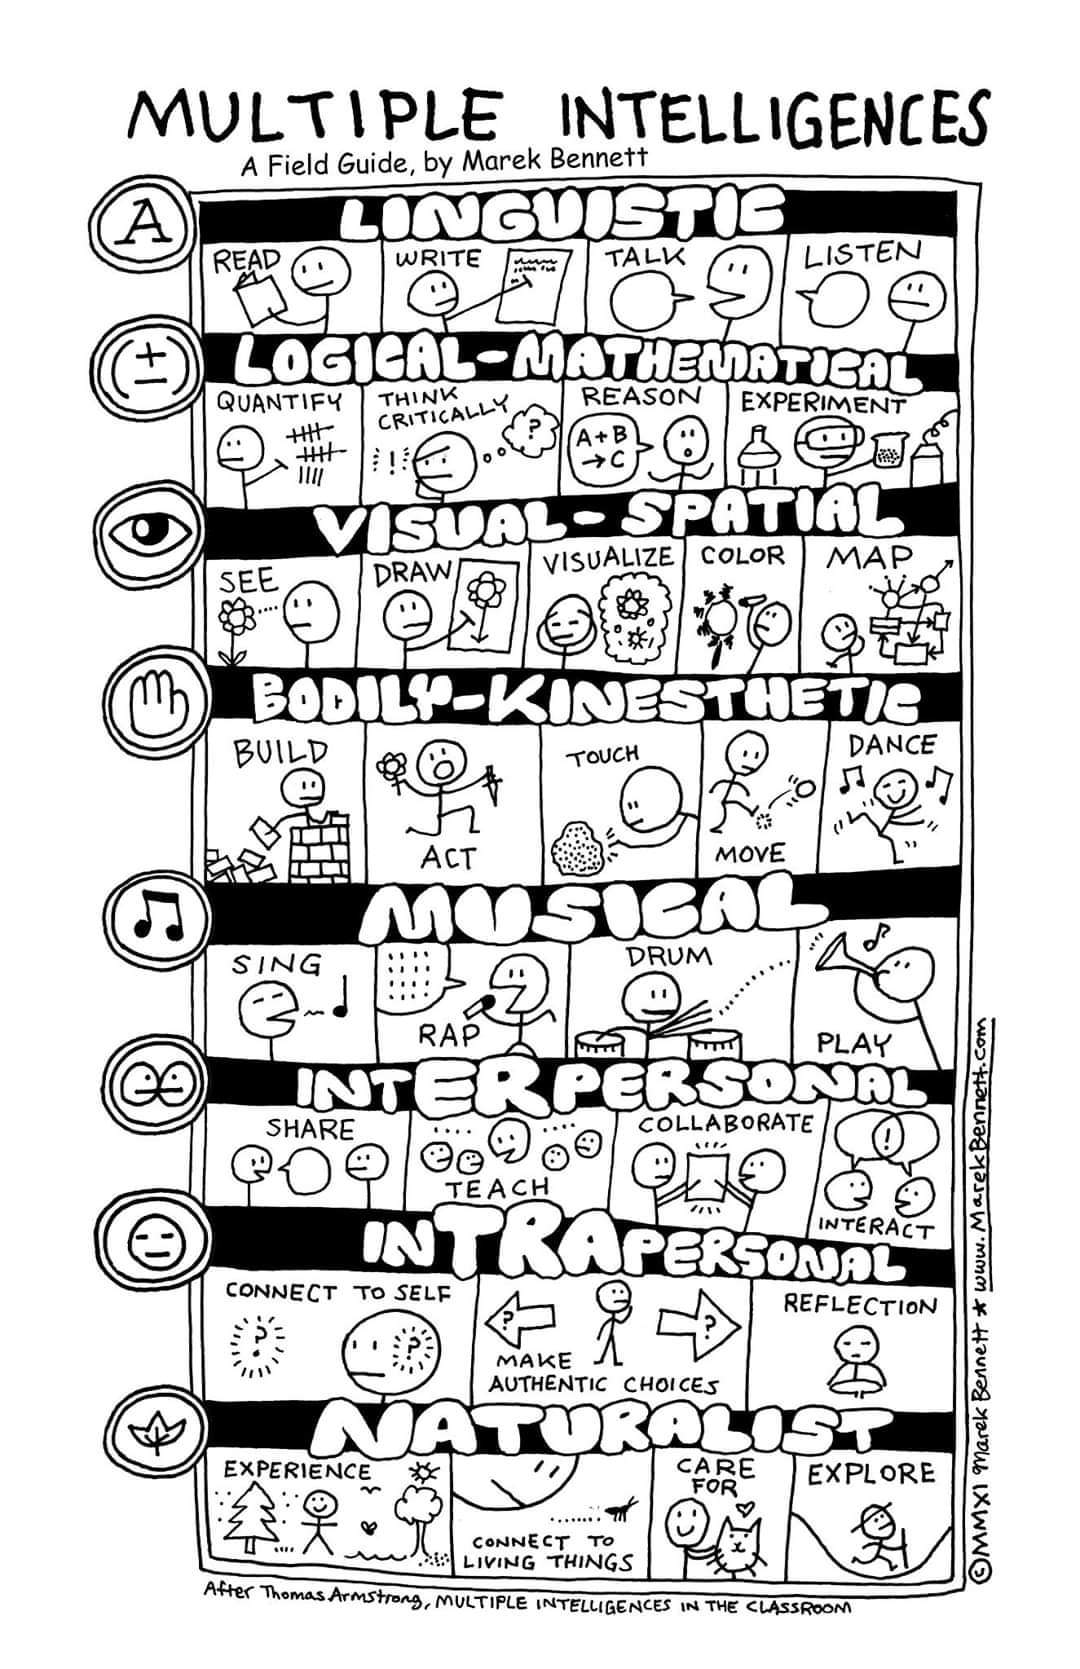 MULTIPLE INTELLIGENCES
A Field Guide, by Marek Bennett
A
LINGUISTIC
READ
WRITE
TALK
LISTEN
+
−
LOGICAL-MATHEMATICAL
QUANTIFY
THINK
CRITICALLY
!
?
REASON
A+B
→C
EXPERIMENT
VISUAL-SPATIAL
SEE
DRAW
VISUALIZE
COLOR
MAP
BODILY-KINESTHETIC
BUILD
ACT
TOUCH
MOVE
DANCE
MUSICAL
SING
RAP
DRUM
PLAY
INTERPERSONAL
SHARE
TEACH
COLLABORATE
!
INTERACT
INTRAPERSONAL
CONNECT TO SELF
?
?
?
?
MAKE
AUTHENTIC CHOICES
REFLECTION
NATURALIST
EXPERIENCE
CONNECT TO
LIVING THINGS
CARE
FOR
EXPLORE
After Thomas Armstrong, MULTIPLE INTELLIGENCES IN THE CLASSROOM
©MMXI Marek Bennett * www.MarekBennett.com